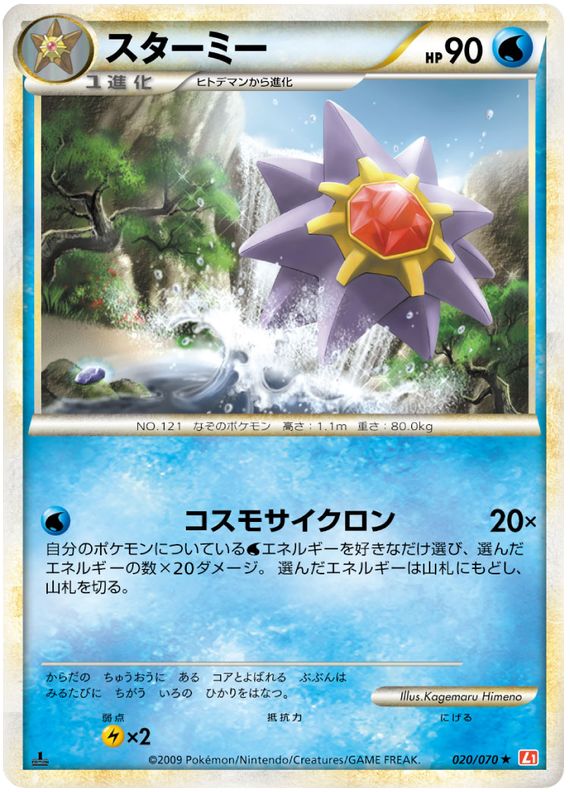 スターミー
HP90
1進化
ヒトデマンから進化
NO.121 なぞのポケモン 高さ：1.1m 重さ：80.0kg
コスモサイクロン 20×
自分のポケモンについているエネルギーを好きなだけ選び、選んだ
エネルギーの数×20ダメージ。選んだエネルギーは山札にもどし、
山札を切る。
からだの ちゅうおうに ある コアとよばれる ぶぶんは
みるたびに ちがう いろの ひかりをはなつ。
Illus.Kagemaru Himeno
弱点 抵抗力 にげる
×2
1
©2009 Pokémon/Nintendo/Creatures/GAME FREAK.
020/070 ★ L1